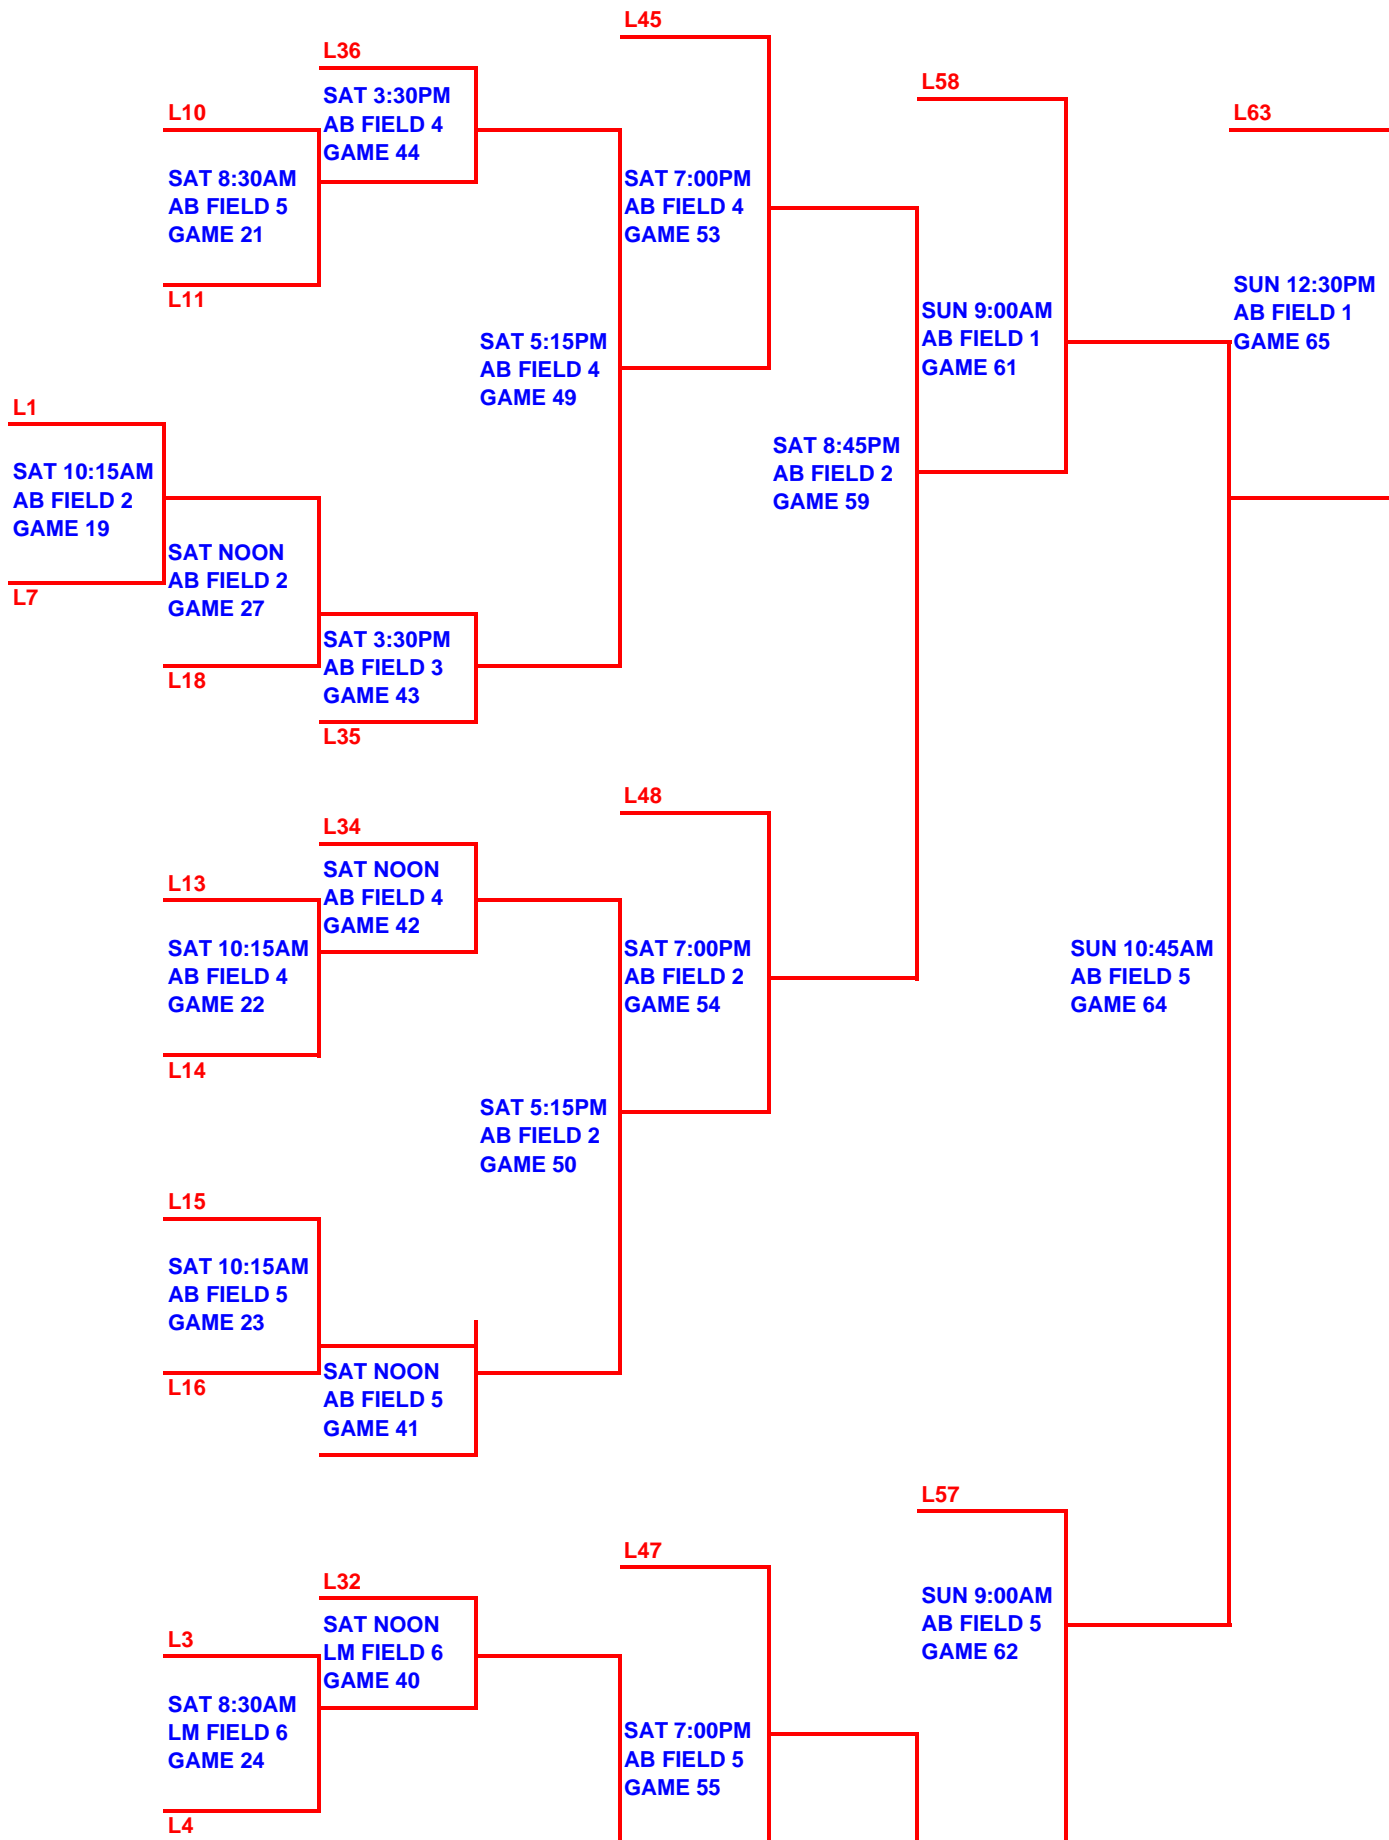 L45
L36
SAT 3:30PM
AB FIELD 4
GAME 44
L58
L10
L63
SAT 8:30AM
AB FIELD 5
GAME 21
SAT 7:00PM
AB FIELD 4
GAME 53
L11
SUN 12:30PM
AB FIELD 1
GAME 65
SUN 9:00AM
AB FIELD 1
GAME 61
SAT 5:15PM
AB FIELD 4
GAME 49
L1
SAT 10:15AM
AB FIELD 2
GAME 19
SAT 8:45PM
AB FIELD 2
GAME 59
SAT NOON
AB FIELD 2
GAME 27
L7
SAT 3:30PM
AB FIELD 3
GAME 43
L18
L35
L48
L34
SAT NOON
AB FIELD 4
GAME 42
L13
SAT 10:15AM
AB FIELD 4
GAME 22
SAT 7:00PM
AB FIELD 2
GAME 54
SUN 10:45AM
AB FIELD 5
GAME 64
L14
SAT 5:15PM
AB FIELD 2
GAME 50
L15
SAT 10:15AM
AB FIELD 5
GAME 23
SAT NOON
AB FIELD 5
GAME 41
L16
L57
L47
L32
SAT NOON
LM FIELD 6
GAME 40
SUN 9:00AM
AB FIELD 5
GAME 62
L3
SAT 8:30AM
LM FIELD 6
GAME 24
SAT 7:00PM
AB FIELD 5
GAME 55
L4